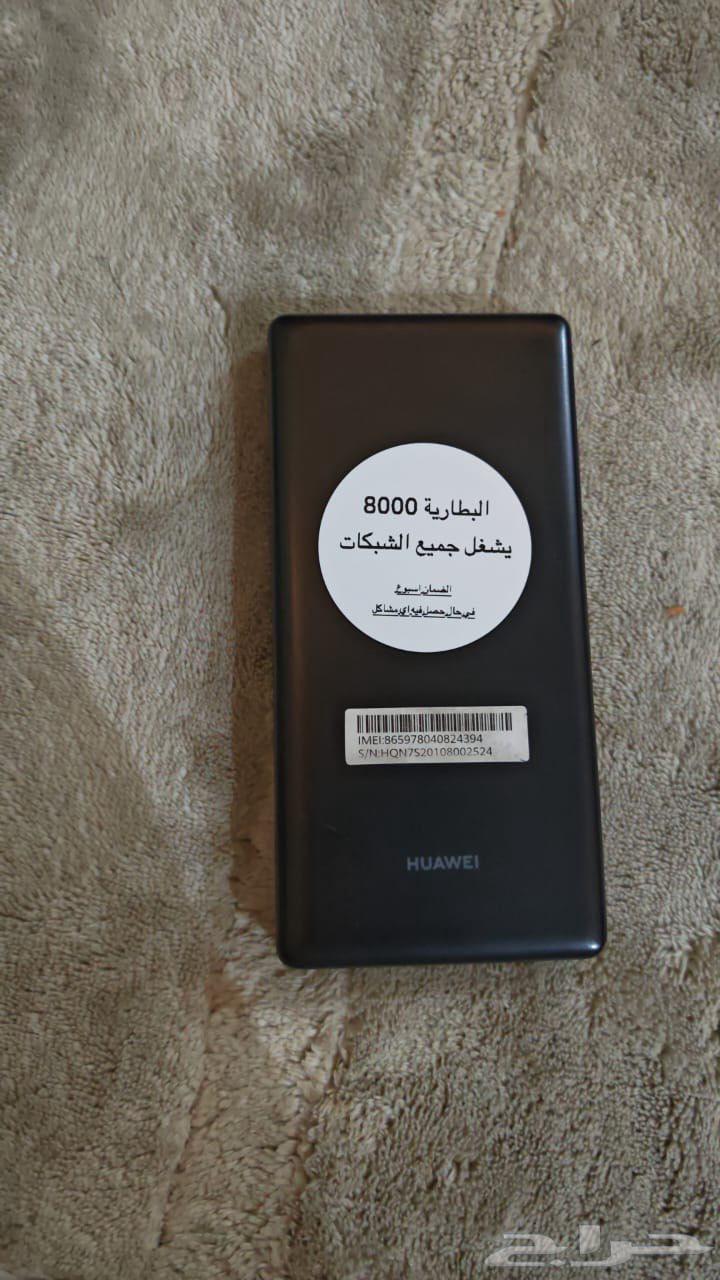 البطارية 8000
يشغل جميع الشبكات
الضمان اسبوع
في حال حصل فيه اي مشاكل
IMEI:865978040824394
S/N:HQN7S20108002524
HUAWEI
حراج